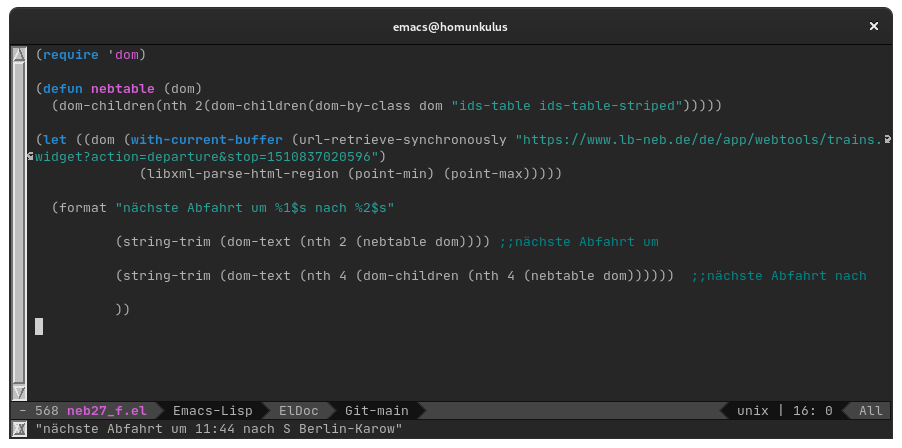 emacs@homunkulus
(require 'dom)
(defun nebtable (dom)
(dom-children(nth 2(dom-children(dom-by-class dom "ids-table ids-table-striped")))))
(let ((dom (with-current-buffer (url-retrieve-synchronously "https://www.lb-neb.de/de/app/webtools/trains.
widget?action=departure&stop=1510837020596")
(libxml-parse-html-region (point-min) (point-max)))))
(format "nächste Abfahrt um %1$s nach %2$s"
(string-trim (dom-text (nth 2 (nebtable dom)))) ;;nächste Abfahrt um
(string-trim (dom-text (nth 4 (dom-children (nth 4 (nebtable dom)))))) ;;nächste Abfahrt nach
))
- 568 neb27_f.el Emacs-Lisp ElDoc Git-main unix | 16: 0 All
"nächste Abfahrt um 11:44 nach S Berlin-Karow"